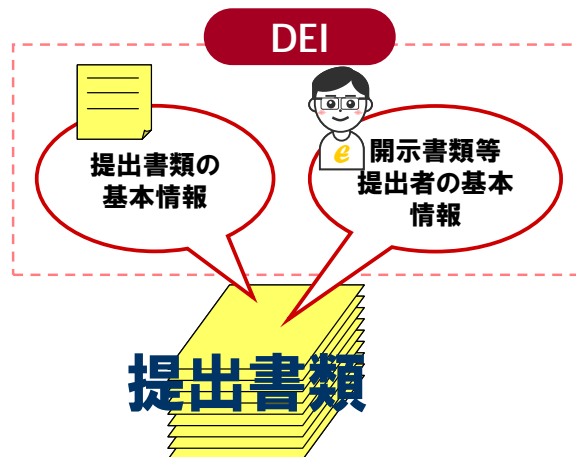 DEI
提出書類の
基本情報
e
開示書類等
提出者の基本
情報
提出書類